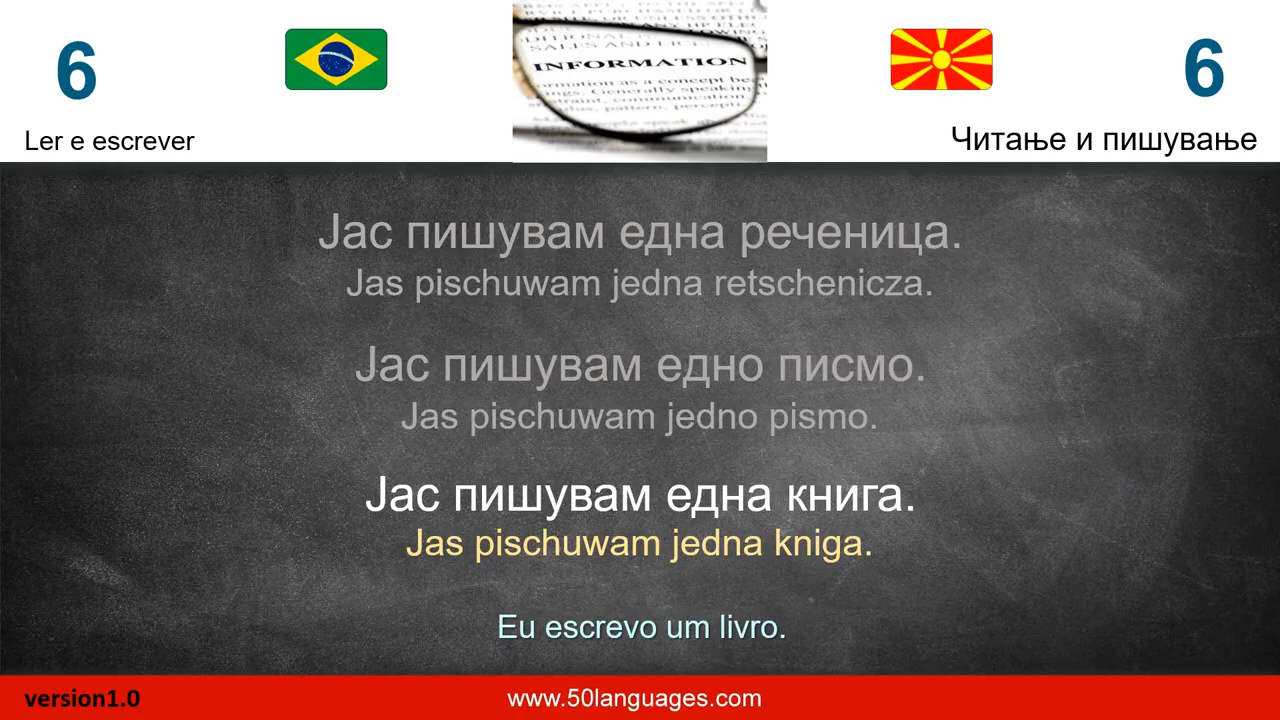 6
6
Ler e escrever
Читање и пишување
INFORMATION
Јас пишувам една реченица.
Jas pischuwam jedna retschenicza.
Јас пишувам едно писмо.
Jas pischuwam jedno pismo.
Јас пишувам една книга.
Jas pischuwam jedna kniga.
Eu escrevo um livro.
version1.0
www.50languages.com